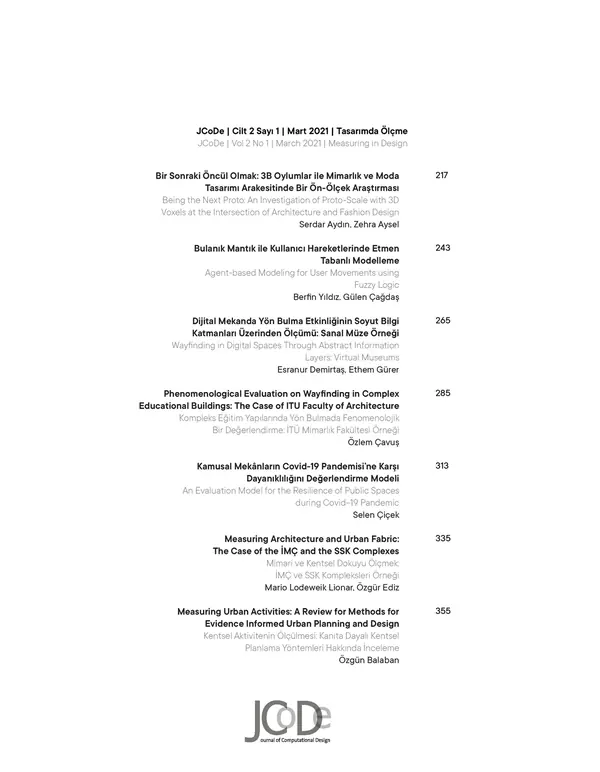 JCoDe | Cilt 2 Sayı 1 | Mart 2021 | Tasarımda Ölçme
JCoDe | Vol 2 No 1 | March 2021 | Measuring in Design
Bir Sonraki Öncül Olmak: 3B Oylumlar ile Mimarlık ve Moda 217
Tasarımı Arakesitinde Bir Ön-Ölçek Araştırması
Being the Next Proto: An Investigation of Proto-Scale with 3D
Voxels at the Intersection of Architecture and Fashion Design
Serdar Aydın, Zehra Aysel
Bulanık Mantık ile Kullanıcı Hareketlerinde Etmen 243
Tabanlı Modelleme
Agent-based Modeling for User Movements using
Fuzzy Logic
Berfin Yıldız, Gülen Çağdaş
Dijital Mekanda Yön Bulma Etkinliğinin Soyut Bilgi 265
Katmanları Üzerinden Ölçümü: Sanal Müze Örneği
Wayfinding in Digital Spaces Through Abstract Information
Layers: Virtual Museums
Esranur Demirtaş, Ethem Gürer
Phenomenological Evaluation on Wayfinding in Complex 285
Educational Buildings: The Case of ITU Faculty of Architecture
Kompleks Eğitim Yapılarında Yön Bulmada Fenomenolojik
Bir Değerlendirme: İTÜ Mimarlık Fakültesi Örneği
Özlem Çavuş
Kamusal Mekânların Covid-19 Pandemisi'ne Karşı 313
Dayanıklılığını Değerlendirme Modeli
An Evaluation Model for the Resilience of Public Spaces
during Covid-19 Pandemic
Selen Çiçek
Measuring Architecture and Urban Fabric: 335
The Case of the İMÇ and the SSK Complexes
Mimari ve Kentsel Dokuyu Ölçmek:
İMÇ ve SSK Kompleksleri Örneği
Mario Lodeweik Lionar, Özgür Ediz
Measuring Urban Activities: A Review for Methods for 355
Evidence Informed Urban Planning and Design
Kentsel Aktivitenin Ölçülmesi: Kanıta Dayalı Kentsel
Planlama Yöntemleri Hakkında İnceleme
Özgün Balaban
JCoDe
Journal of Computational Design